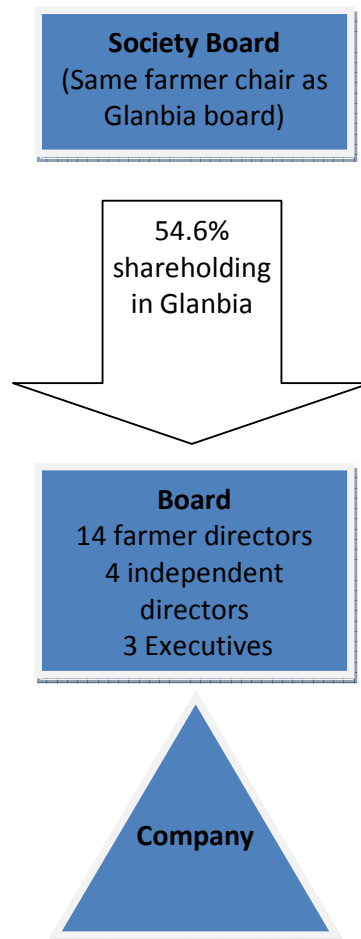 Society Board
(Same farmer chair as
Glanbia board)
54.6%
shareholding
in Glanbia
Board
14 farmer directors
4 independent
directors
3 Executives
Company